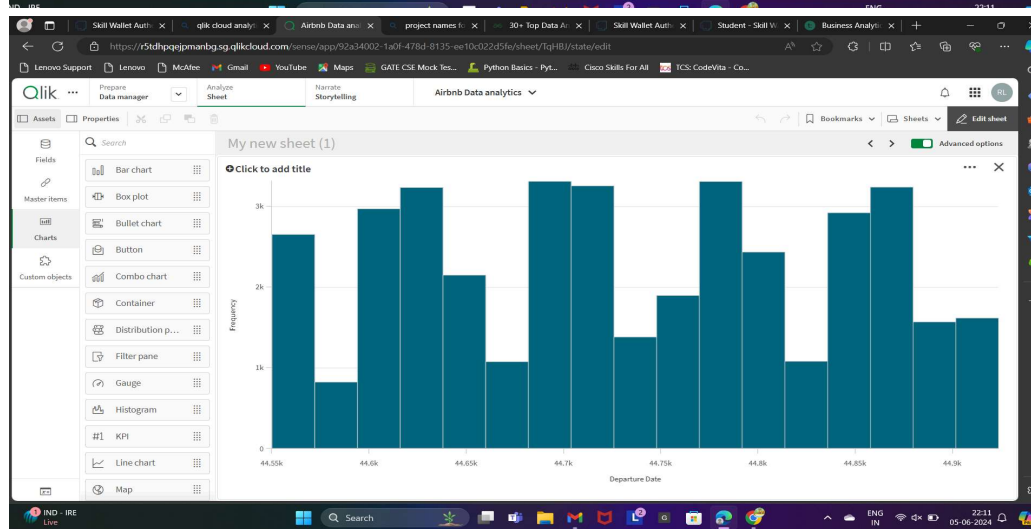 ND - IRE
ENG
22:11
Skill Wallet Auth
qlik cloud analyt
Airbnb Data anal
project names fo
30+ Top Data An
Skill Wallet Auth
Student - Skill W
Business Analyt
https://r5tdhpqejpmanbg.sg.qlikcloud.com/sense/app/92a34002-1a0f-478d-8135-ee10c022d5fe/sheet/TqHBJ/state/edit
Lenovo Support
Lenovo
McAfee
Gmail
YouTube
Maps
GATE CSE Mock Tes...
Python Basics - Pyt...
Cisco Skills For All
TCS: CodeVita - Co...
Qlik
Prepare
Data manager
Analyze
Sheet
Narrate
Storytelling
Airbnb Data analytics
RL
Assets
Properties
Bookmarks
Sheets
Edit sheet
Fields
Master items
Charts
Custom objects
Search
Bar chart
Box plot
Bullet chart
Button
Combo chart
Container
Distribution p...
Filter pane
Gauge
Histogram
#1 KPI
Line chart
Map
My new sheet (1)
Advanced options
Click to add title
3k
2k
1k
0
Frequency
44.55k
44.6k
44.65k
44.7k
44.75k
44.8k
44.85k
44.9k
Departure Date
IND - IRE
Live
Search
ENG
IN
22:11
05-06-2024